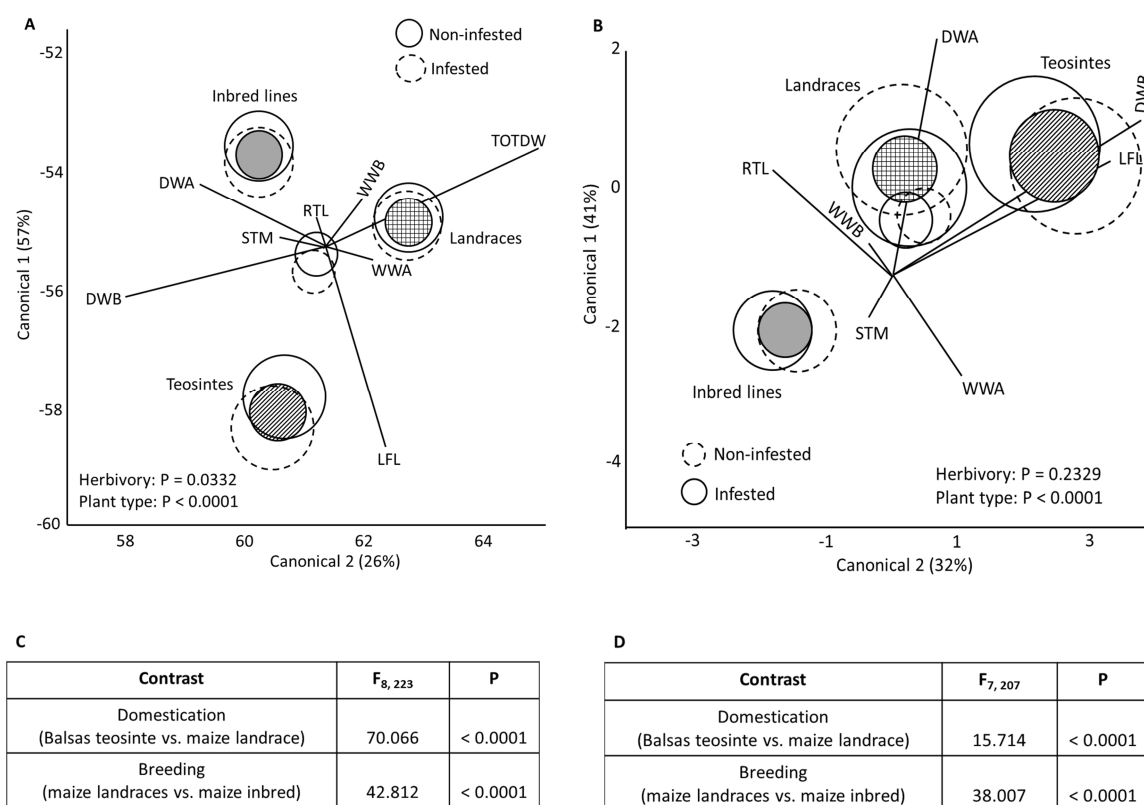 A
-52
-54
-56
-58
-60
58
60
62
64
Canonical 1 (57%)
Canonical 2 (26%)
Non-infested
Infested
Inbred lines
TOTDW
DWA
WWB
RTL
STM
Landraces
WWA
DWB
Teosintes
LFL
Herbivory: P = 0.0332
Plant type: P < 0.0001
B
2
0
-2
-4
-3
-1
1
3
Canonical 1 (41%)
Canonical 2 (32%)
DWA
Teosintes
Landraces
DWB
RTL
LFL
WWB
STM
WWA
Inbred lines
Non-infested
Infested
Herbivory: P = 0.2329
Plant type: P < 0.0001
C
Contrast F8, 223 P
Domestication
(Balsas teosinte vs. maize landrace) 70.066 < 0.0001
Breeding
(maize landraces vs. maize inbred) 42.812 < 0.0001
D
Contrast F7, 207 P
Domestication
(Balsas teosinte vs. maize landrace) 15.714 < 0.0001
Breeding
(maize landraces vs. maize inbred) 38.007 < 0.0001